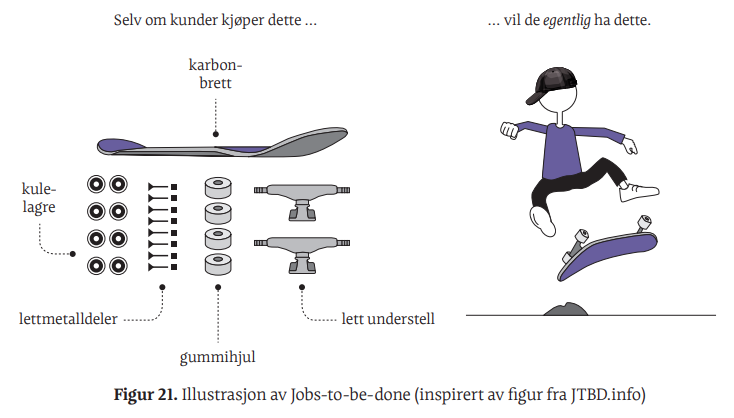 Selv om kunder kjøper dette ...
... vil de egentlig ha dette.
karbon-
brett
kule-
lagre
lettmetalldeler
lett understell
gummihjul
Figur 21. Illustrasjon av Jobs-to-be-done (inspirert av figur fra JTBD.info)